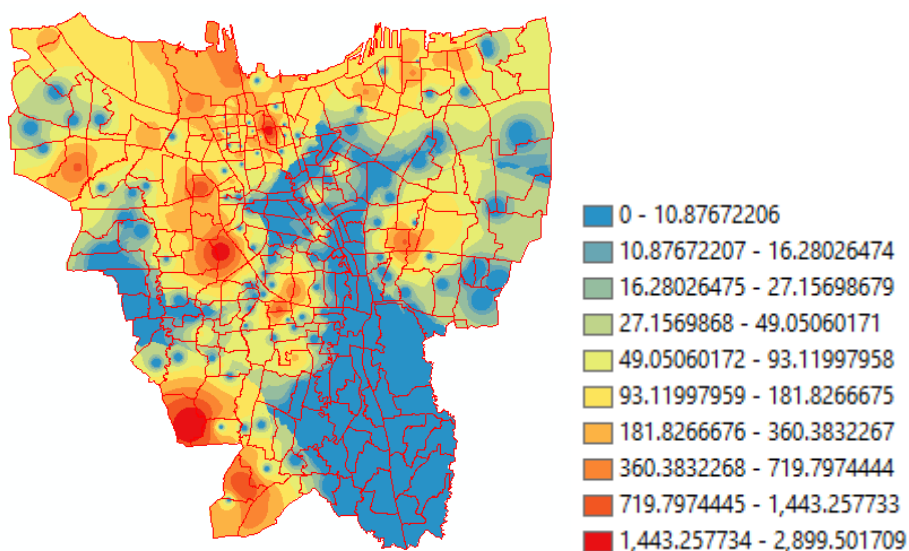 0 - 10.87672206
10.87672207 - 16.28026474
16.28026475 - 27.15698679
27.1569868 - 49.05060171
49.05060172 - 93.11997958
93.11997959 - 181.8266675
181.8266676 - 360.3832267
360.3832268 - 719.7974444
719.7974445 - 1,443.257733
1,443.257734 - 2,899.501709